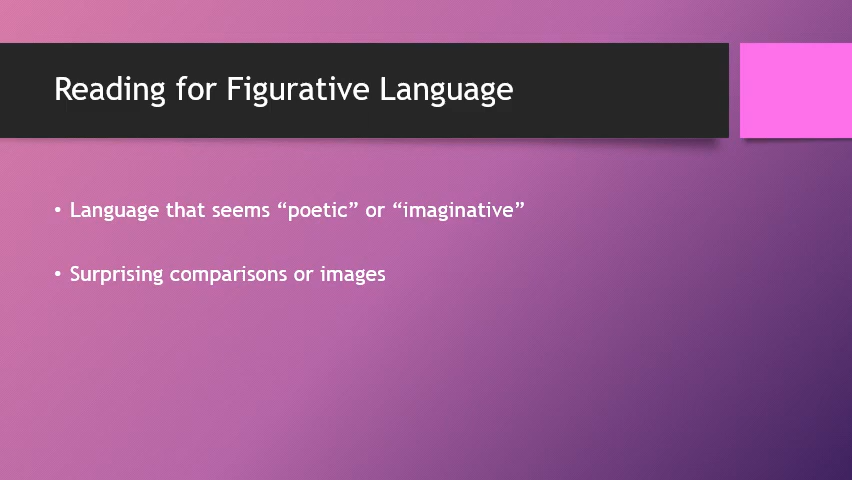 Reading for Figurative Language
• Language that seems “poetic” or “imaginative”
• Surprising comparisons or images